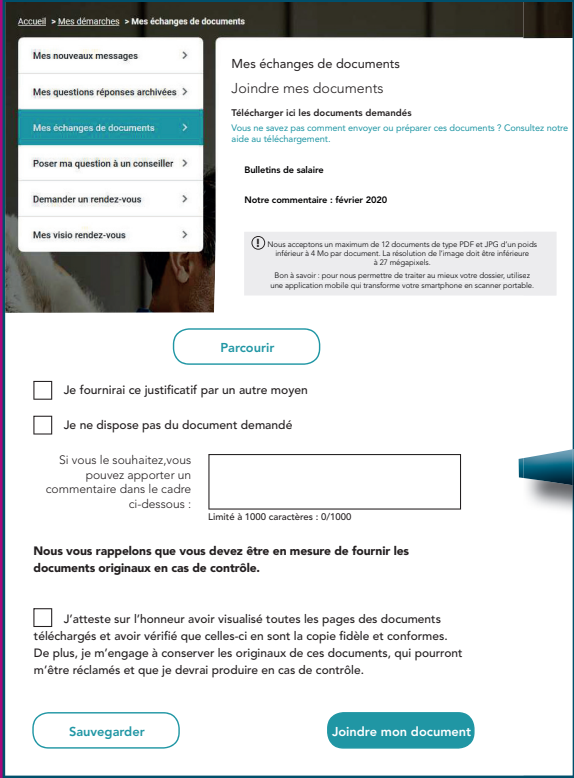 Accueil > Mes démarches > Mes échanges de documents
Mes nouveaux messages >
Mes questions réponses archivées >
Mes échanges de documents >
Poser ma question à un conseiller >
Demander un rendez-vous >
Mes visio rendez-vous >
Mes échanges de documents
Joindre mes documents
Télécharger ici les documents demandés
Vous ne savez pas comment envoyer ou préparer ces documents ? Consultez notre
aide au téléchargement.
Bulletins de salaire
Notre commentaire : février 2020
! Nous acceptons un maximum de 12 documents de type PDF et JPG d'un poids
inférieur à 4 Mo par document. La résolution de l'image doit être inférieure
à 27 mégapixels.
Bon à savoir : pour nous permettre de traiter au mieux votre dossier, utilisez
une application mobile qui transforme votre smartphone en scanner portable.
Parcourir
Je fournirai ce justificatif par un autre moyen
Je ne dispose pas du document demandé
Si vous le souhaitez,vous
pouvez apporter un
commentaire dans le cadre
ci-dessous :
Limité à 1000 caractères : 0/1000
Nous vous rappelons que vous devez être en mesure de fournir les
documents originaux en cas de contrôle.
J'atteste sur l'honneur avoir visualisé toutes les pages des documents
téléchargés et avoir vérifié que celles-ci en sont la copie fidèle et conformes.
De plus, je m'engage à conserver les originaux de ces documents, qui pourront
m'être réclamés et que je devrai produire en cas de contrôle.
Sauvegarder
Joindre mon document